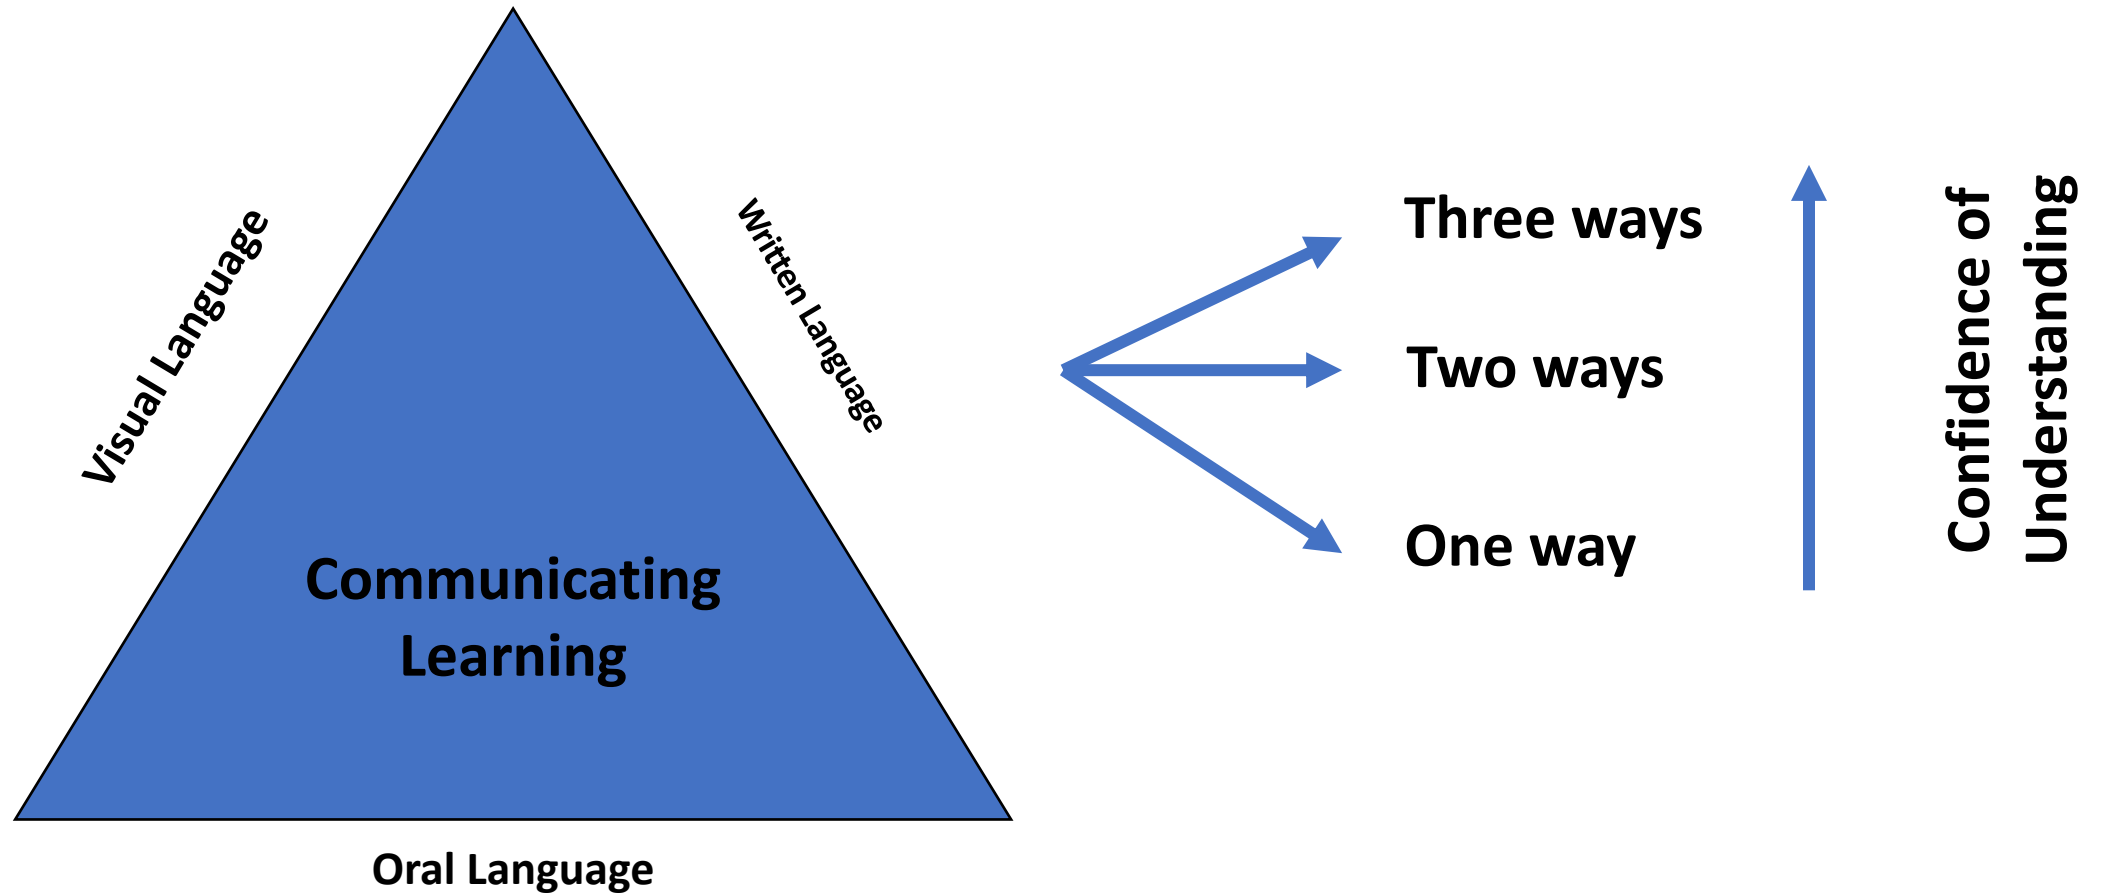 Visual Language
Written Language
Communicating
Learning
Oral Language
Three ways
Two ways
One way
Confidence of
Understanding